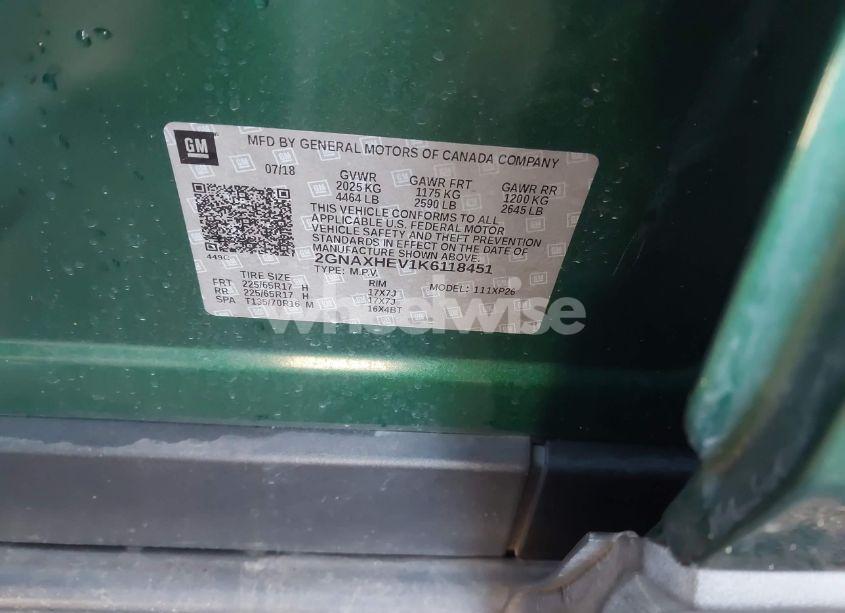 GM
MFD BY GENERAL MOTORS OF CANADA COMPANY
07/18
GVWR
2025 KG
4464 LB
GAWR FRT
1175 KG
2590 LB
GAWR RR
1200 KG
2645 LB
THIS VEHICLE CONFORMS TO ALL
APPLICABLE U.S. FEDERAL MOTOR
VEHICLE SAFETY AND THEFT PREVENTION
STANDARDS IN EFFECT ON THE DATE OF
MANUFACTURE SHOWN ABOVE.
449C
2GNAXHEV1K6118451
TYPE: M.P.V.
MODEL: 111XP26
TIRE SIZE RIM
FRT 225/65R17 H 17X7J
RR 225/65R17 H 17X7J
SPA T135/70R16 M 16X4BT
wheelwise